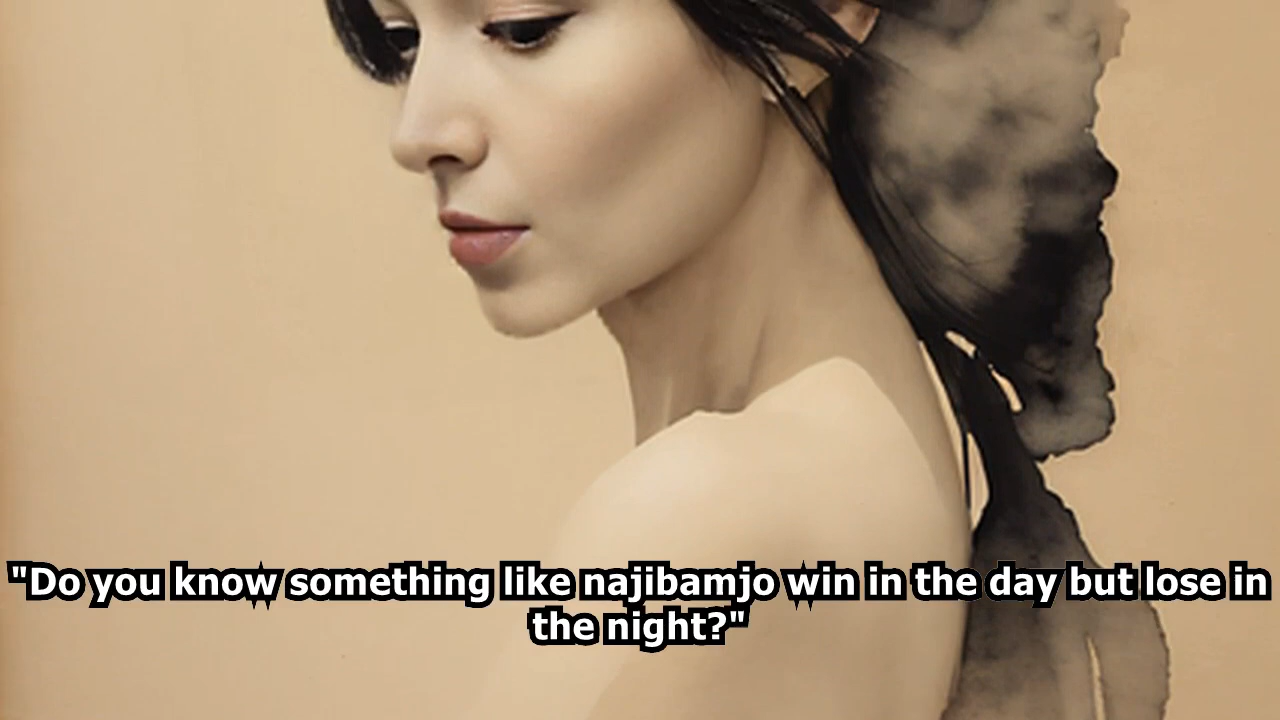 "Do you know something like najibamjo win in the day but lose in
the night?"